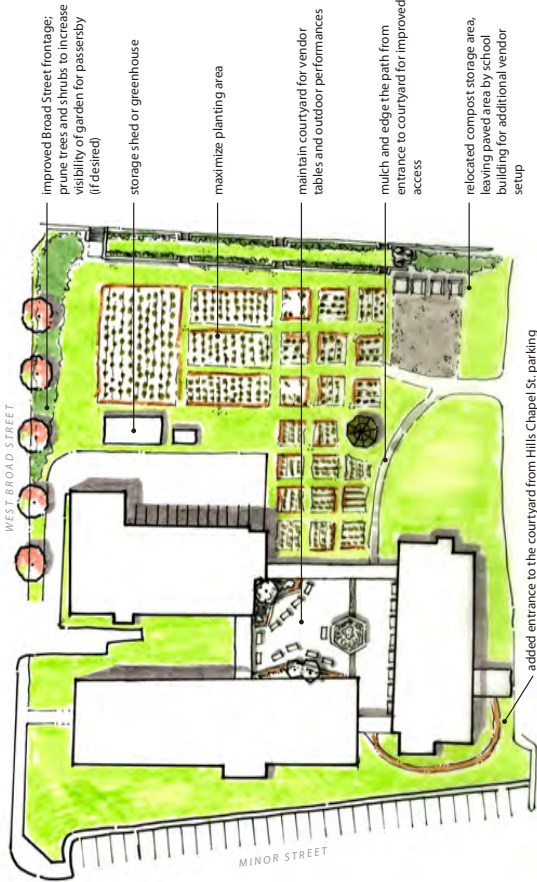 WEST BROAD STREET
improved Broad Street frontage;
prune trees and shrubs to increase
visibility of garden for passersby
(if desired)
storage shed or greenhouse
maximize planting area
maintain courtyard for vendor
tables and outdoor performances
mulch and edge the path from
entrance to courtyard for improved
access
relocated compost storage area,
leaving paved area by school
building for additional vendor
setup
added entrance to the courtyard from Hills Chapel St. parking
MINOR STREET